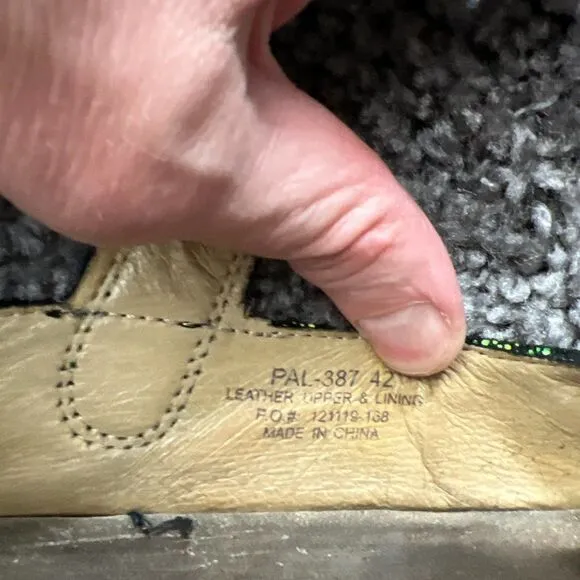 PAL-387 42
LEATHER UPPER & LINING
P.O.# 121119-138
MADE IN CHINA